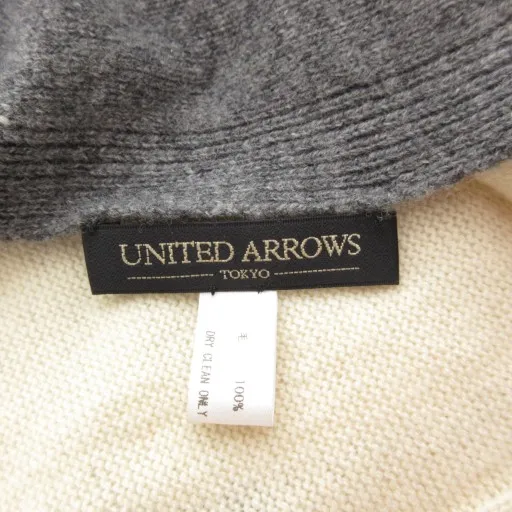 UNITED ARROWS
TOKYO
毛 100%
DRY CLEAN ONLY